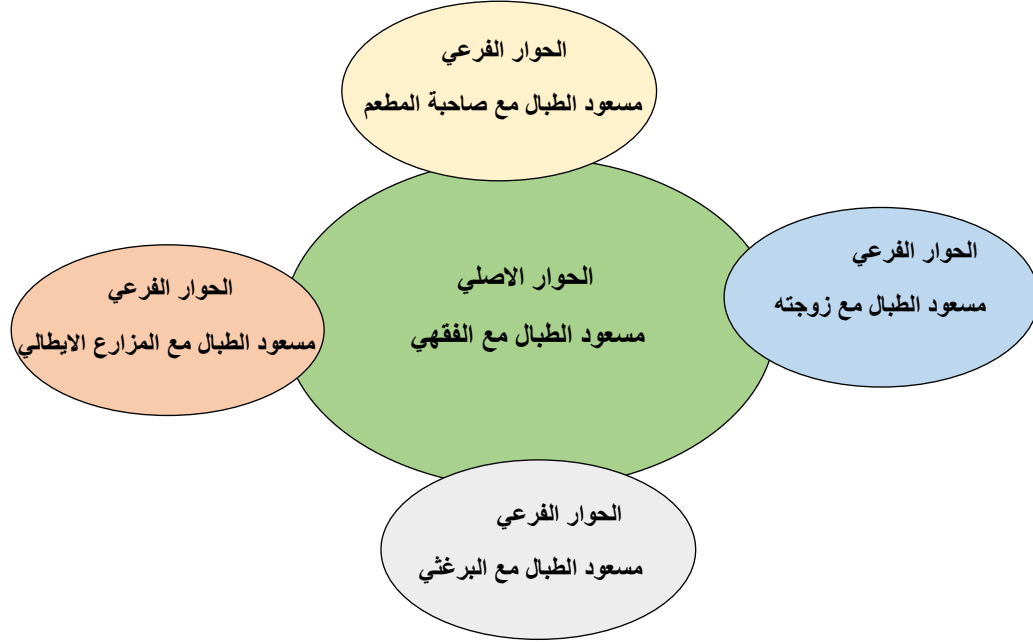 الحوار الفرعي
مسعود الطبال مع صاحبة المطعم
الحوار الفرعي
مسعود الطبال مع زوجته
الحوار الاصلي
مسعود الطبال مع الفقهي
الحوار الفرعي
مسعود الطبال مع المزارع الايطالي
الحوار الفرعي
مسعود الطبال مع البرغثي